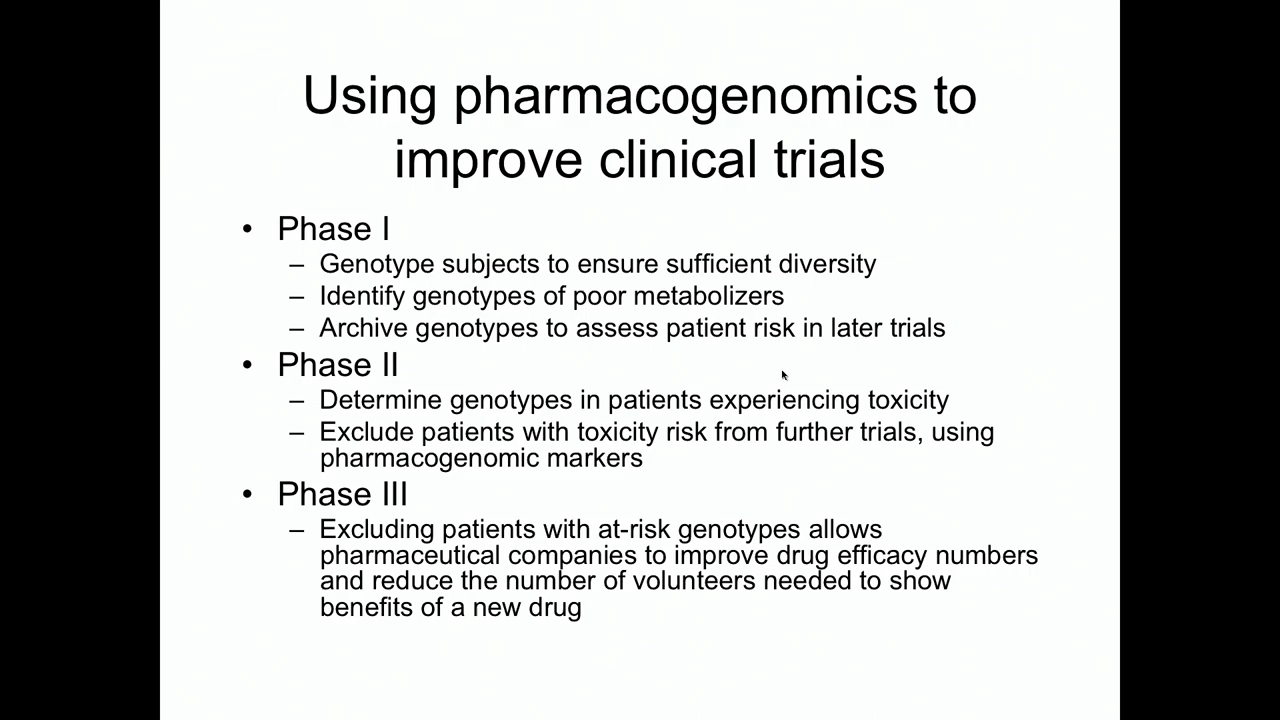 Using pharmacogenomics to
improve clinical trials
• Phase I
– Genotype subjects to ensure sufficient diversity
– Identify genotypes of poor metabolizers
– Archive genotypes to assess patient risk in later trials
• Phase II
– Determine genotypes in patients experiencing toxicity
– Exclude patients with toxicity risk from further trials, using
pharmacogenomic markers
• Phase III
– Excluding patients with at-risk genotypes allows
pharmaceutical companies to improve drug efficacy numbers
and reduce the number of volunteers needed to show
benefits of a new drug